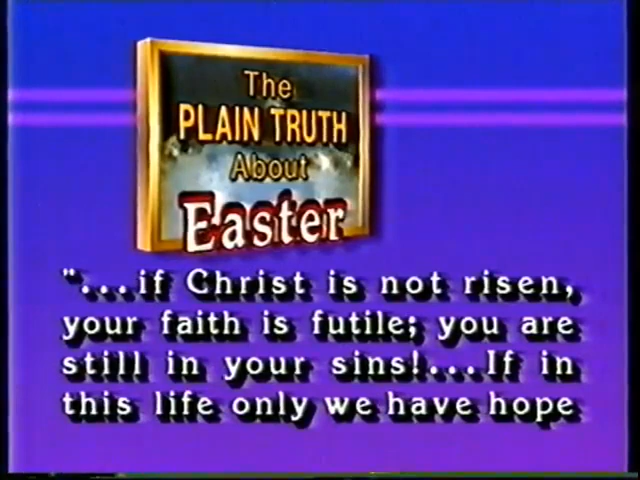 The
PLAIN TRUTH
About
Easter
"...if Christ is not risen,
your faith is futile; you are
still in your sins!...If in
this life only we have hope